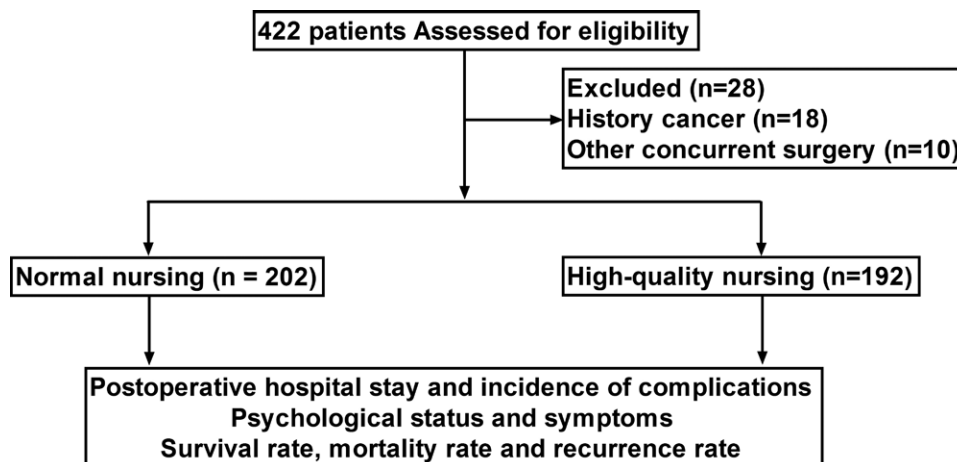 422 patients Assessed for eligibility
Excluded (n=28)
History cancer (n=18)
Other concurrent surgery (n=10)
Normal nursing (n = 202)
High-quality nursing (n=192)
Postoperative hospital stay and incidence of complications
Psychological status and symptoms
Survival rate, mortality rate and recurrence rate